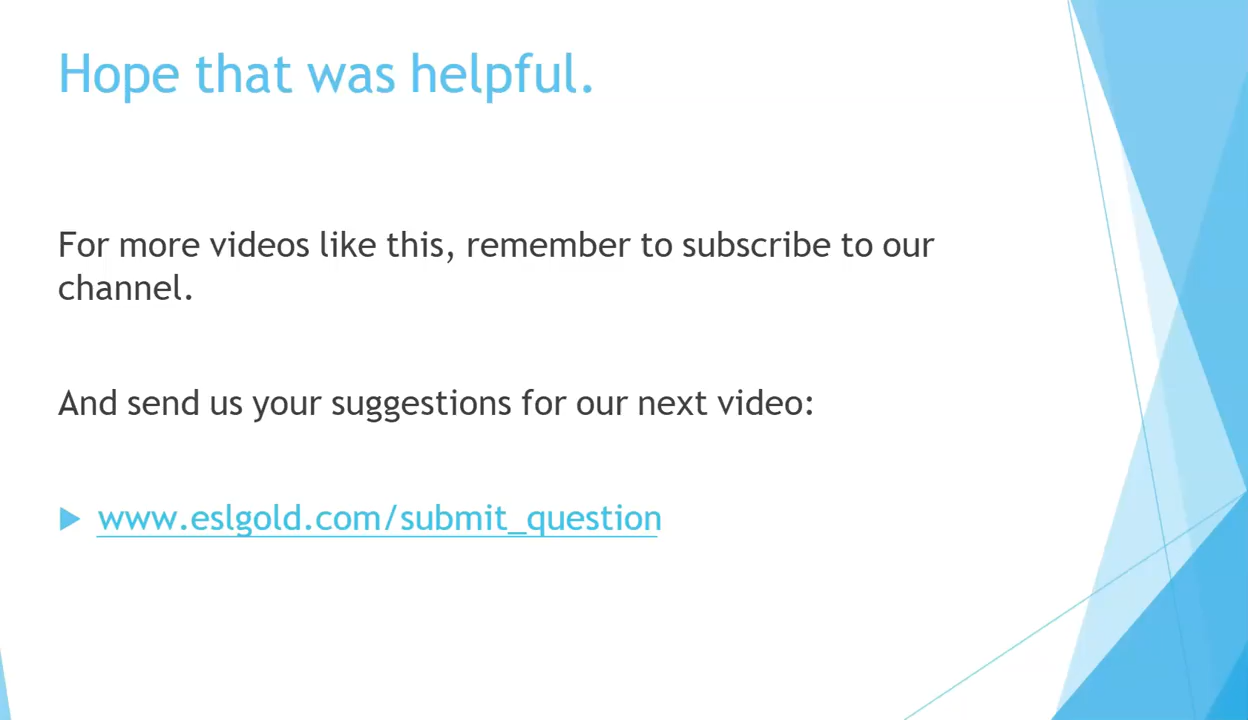 Hope that was helpful.
For more videos like this, remember to subscribe to our
channel.
And send us your suggestions for our next video:
www.eslgold.com/submit_question